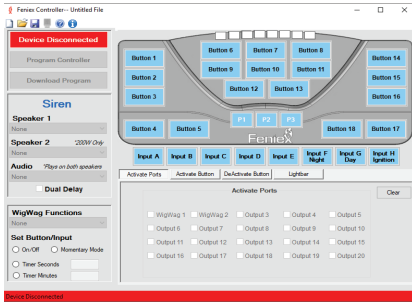 Feniex Controller-- Untitled File
Device Disconnected
Program Controller
Download Program
Siren
Speaker 1
None
Speaker 2 *200W Only
None
Audio *Plays on both speakers
None
Dual Delay
WigWag Functions
None
Set Button/Input
On/Off Momentary Mode
Timer Seconds
Timer Minutes
Button 6 Button 7 Button 8
Button 1 Button 14
Button 9 Button 10 Button 11
Button 2 Button 15
Button 12 Button 13
Button 3 Button 16
P1 P2 P3
Button 4 Button 5 Feniex Button 18 Button 17
Input A Input B Input C Input D Input E Input F Night Input G Day Input H Ignition
Activate Ports Activate Button De/Activate Button Lightbar
Activate Ports Clear
WigWag 1 WigWag 2 Output 3 Output 4 Output 5
Output 6 Output 7 Output 8 Output 9 Output 10
Output 11 Output 12 Output 13 Output 14 Output 15
Output 16 Output 17 Output 18 Output 19 Output 20
Device Disconnected